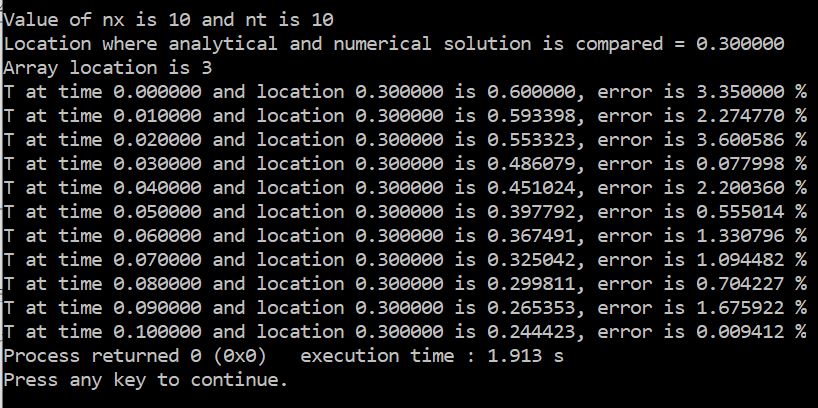 Value of nx is 10 and nt is 10
Location where analytical and numerical solution is compared = 0.300000
Array location is 3
T at time 0.000000 and location 0.300000 is 0.600000, error is 3.350000 %
T at time 0.010000 and location 0.300000 is 0.593398, error is 2.274770 %
T at time 0.020000 and location 0.300000 is 0.553323, error is 3.600586 %
T at time 0.030000 and location 0.300000 is 0.486079, error is 0.077998 %
T at time 0.040000 and location 0.300000 is 0.451024, error is 2.200360 %
T at time 0.050000 and location 0.300000 is 0.397792, error is 0.555014 %
T at time 0.060000 and location 0.300000 is 0.367491, error is 1.330796 %
T at time 0.070000 and location 0.300000 is 0.325042, error is 1.094482 %
T at time 0.080000 and location 0.300000 is 0.299811, error is 0.704227 %
T at time 0.090000 and location 0.300000 is 0.265353, error is 1.675922 %
T at time 0.100000 and location 0.300000 is 0.244423, error is 0.009412 %
Process returned 0 (0x0)   execution time : 1.913 s
Press any key to continue.